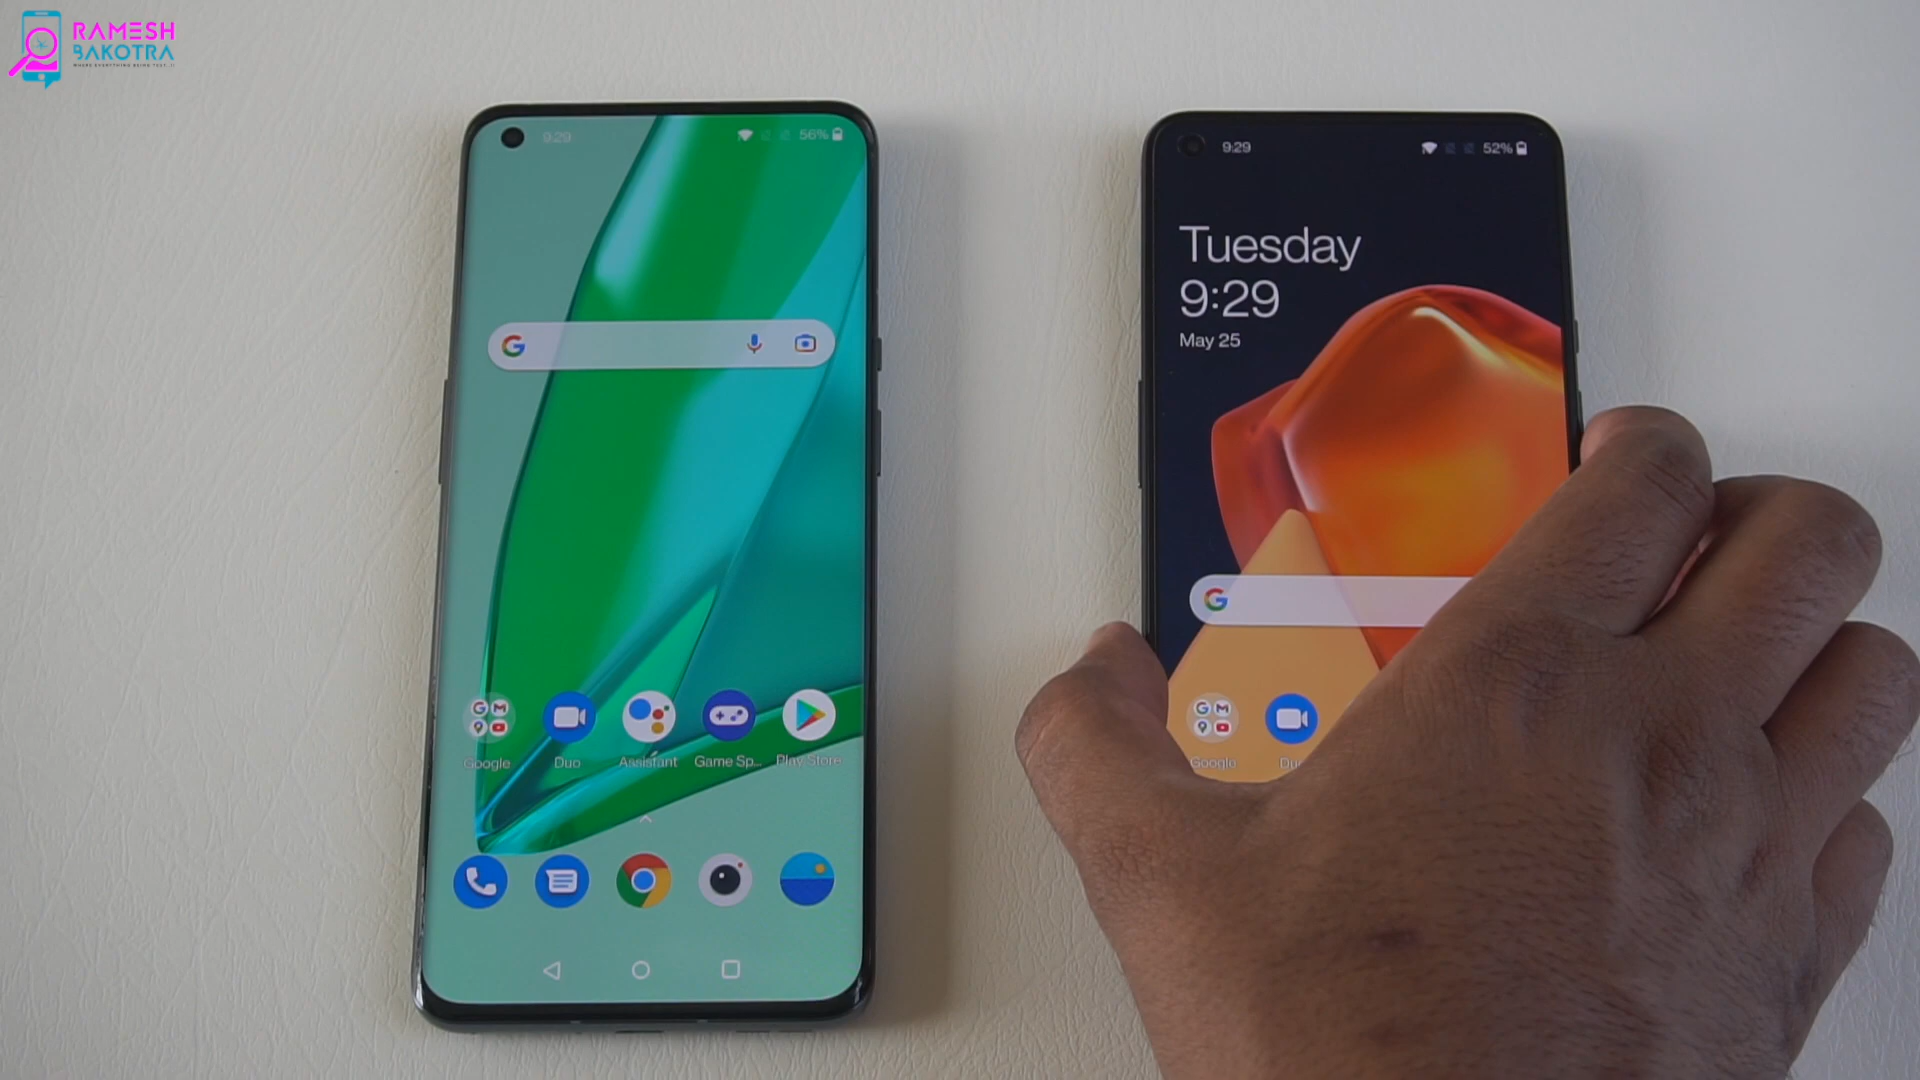 RAMESH
BAKOTRA
9:29
56%
Google
Duo
Assistant
Game Sp...
Play Store
9:29
52%
Tuesday
9:29
May 25
Google
Du